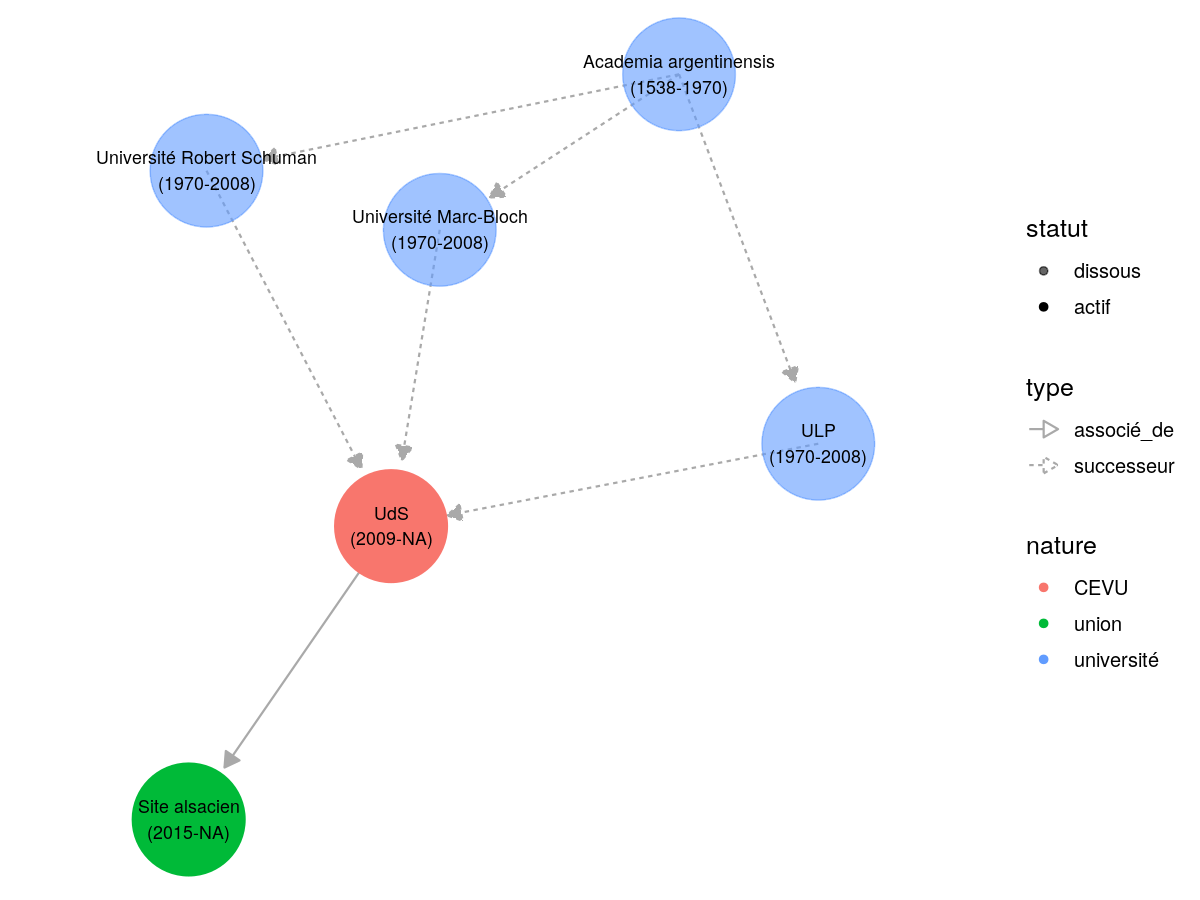 Academia argentinensis
(1538-1970)
Université Robert Schuman
(1970-2008)
Université Marc-Bloch
(1970-2008)
ULP
(1970-2008)
UdS
(2009-NA)
Site alsacien
(2015-NA)
statut
dissous
actif
type
associé_de
successeur
nature
CEVU
union
université